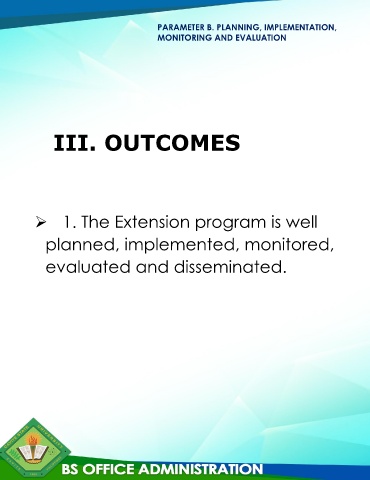 PARAMETER B. PLANNING, IMPLEMENTATION,
MONITORING AND EVALUATION
III. OUTCOMES
➢ 1. The Extension program is well
planned, implemented, monitored,
evaluated and disseminated.
BS OFFICE ADMINISTRATION